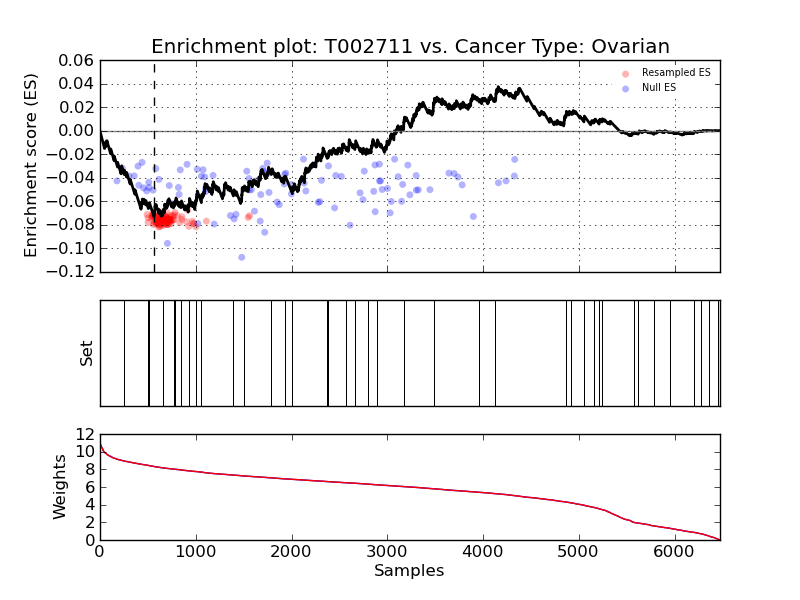 Enrichment plot: T002711 vs. Cancer Type: Ovarian
Enrichment score (ES)
0.06
0.04
0.02
0.00
−0.02
−0.04
−0.06
−0.08
−0.10
−0.12
Resampled ES
Null ES
Set
Weights
12
10
8
6
4
2
0
0 1000 2000 3000 4000 5000 6000
Samples